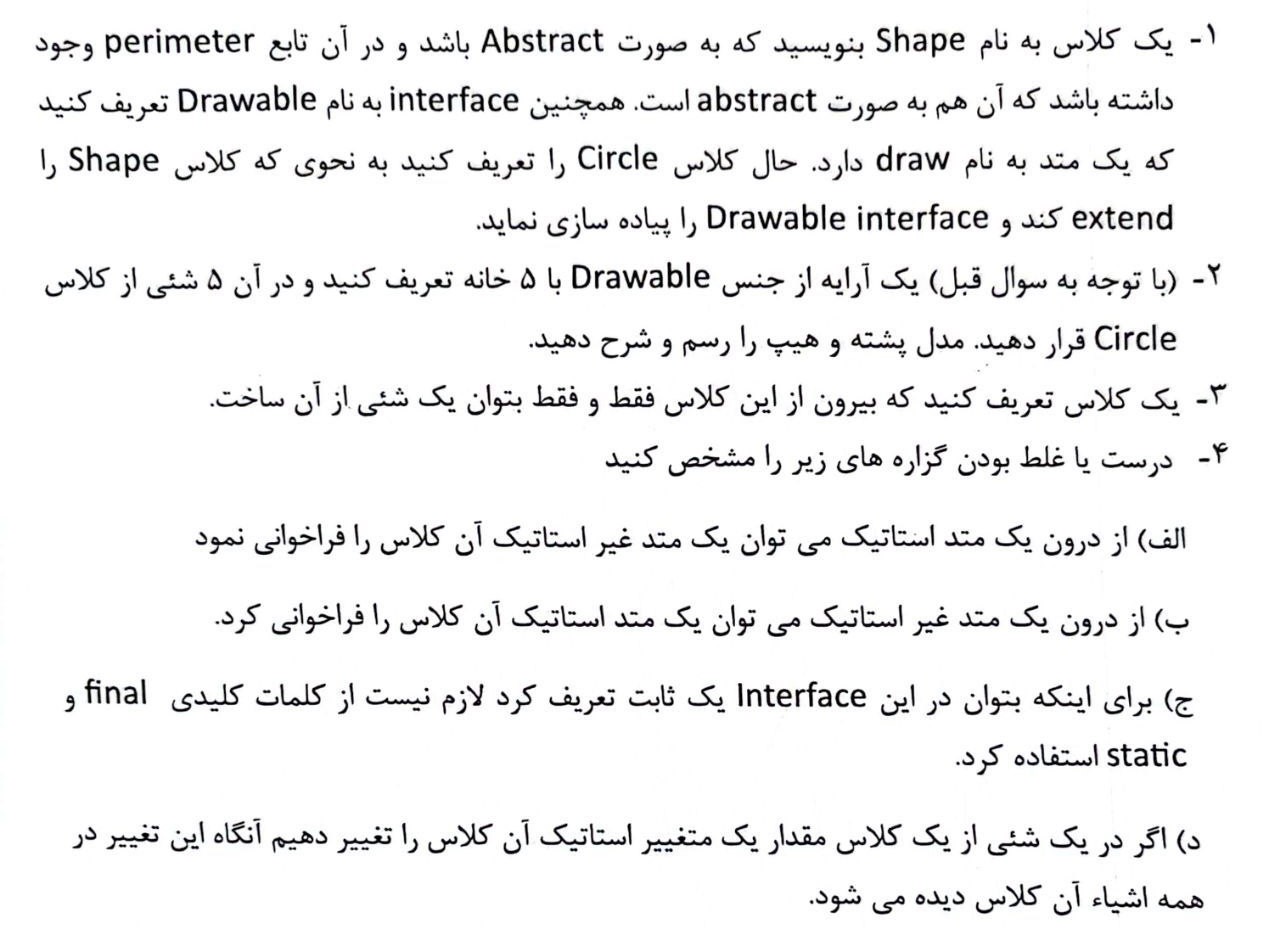 ۱- یک کلاس به نام Shape بنویسید که به صورت Abstract باشد و در آن تابع perimeter وجود
داشته باشد که آن هم به صورت abstract است. همچنین interface به نام Drawable تعریف کنید
که یک متد به نام draw دارد. حال کلاس Circle را تعریف کنید به نحوی که کلاس Shape را
extend کند و Drawable interface را پیاده سازی نماید.
۲- (با توجه به سوال قبل) یک آرایه از جنس Drawable با ۵ خانه تعریف کنید و در آن ۵ شئی از کلاس
Circle قرار دهید. مدل پشته و هیپ را رسم و شرح دهید.
۳- یک کلاس تعریف کنید که بیرون از این کلاس فقط و فقط بتوان یک شئی از آن ساخت.
۴- درست یا غلط بودن گزاره های زیر را مشخص کنید
الف) از درون یک متد استاتیک می توان یک متد غیر استاتیک آن کلاس را فراخوانی نمود
ب) از درون یک متد غیر استاتیک می توان یک متد استاتیک آن کلاس را فراخوانی کرد.
ج) برای اینکه بتوان در این Interface یک ثابت تعریف کرد لازم نیست از کلمات کلیدی final و
static استفاده کرد.
د) اگر در یک شئی از یک کلاس مقدار یک متغییر استاتیک آن کلاس را تغییر دهیم آنگاه این تغییر در
همه اشیاء آن کلاس دیده می شود.